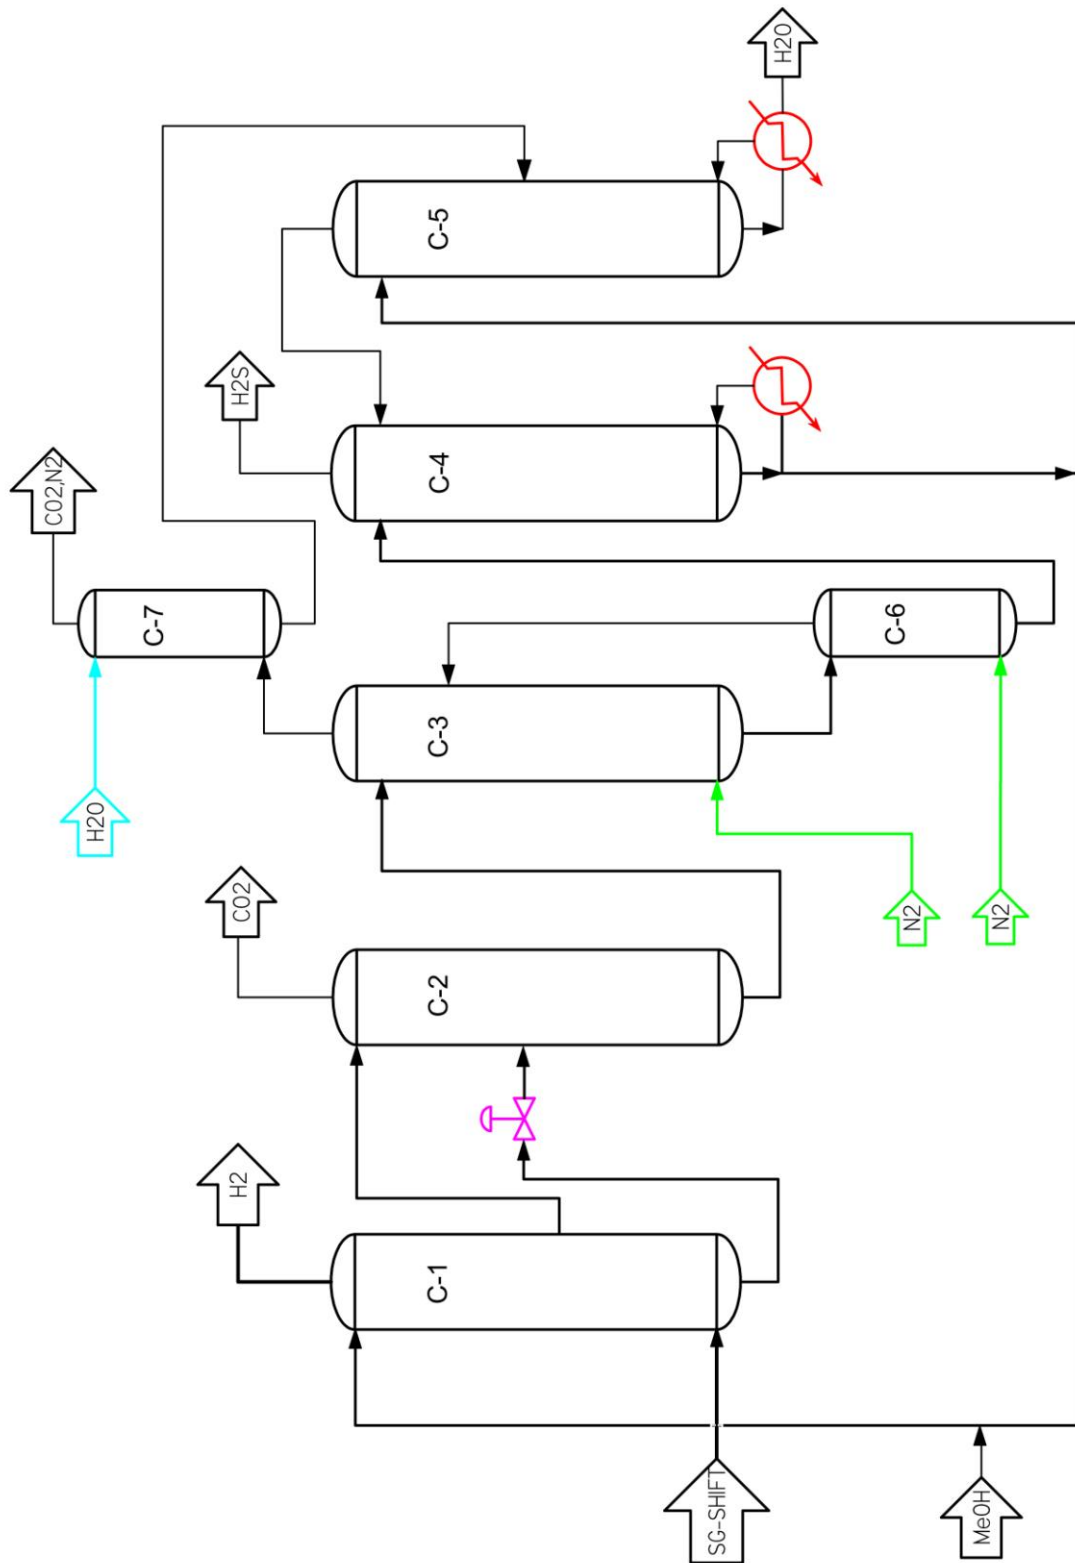 H2O
C-5
H2S
CO2,N2
C-4
C-7
C-6
C-3
H2O
CO2
N2
N2
C-2
H2
C-1
SG-SHIFT
MeOH